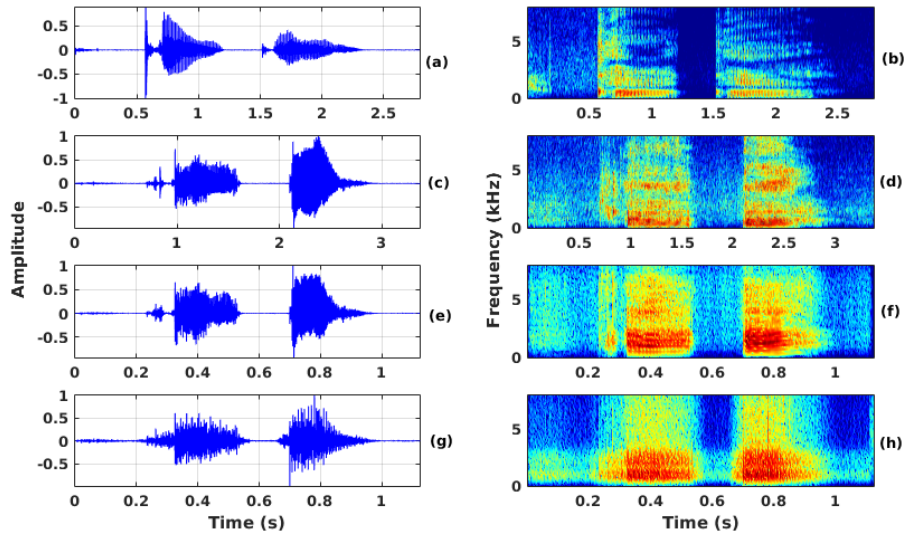 0.5
0
-0.5
-1
0 0.5 1 1.5 2 2.5
(a)
5
0
0.5 1 1.5 2 2.5
(b)
1
0.5
0
-0.5
0 1 2 3
(c)
5
0
0.5 1 1.5 2 2.5 3
(d)
1
0.5
0
-0.5
0 0.2 0.4 0.6 0.8 1
(e)
5
0
0.2 0.4 0.6 0.8 1
(f)
1
0.5
0
-0.5
0 0.2 0.4 0.6 0.8 1
(g)
5
0
0.2 0.4 0.6 0.8 1
(h)
Amplitude
Frequency (kHz)
Time (s)
Time (s)